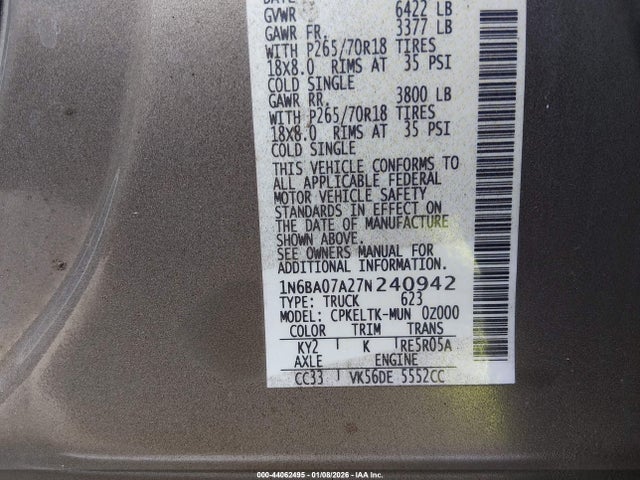 DATE
GVWR 6422 LB
GAWR FR. 3377 LB
WITH P265/70R18 TIRES
18X8.0 RIMS AT 35 PSI
COLD SINGLE
GAWR RR. 3800 LB
WITH P265/70R18 TIRES
18X8.0 RIMS AT 35 PSI
COLD SINGLE
THIS VEHICLE CONFORMS TO
ALL APPLICABLE FEDERAL
MOTOR VEHICLE SAFETY
STANDARDS IN EFFECT ON
THE DATE OF MANUFACTURE
SHOWN ABOVE.
SEE OWNERS MANUAL FOR
ADDITIONAL INFORMATION.
1N6BA07A27N240942
TYPE: TRUCK 623
MODEL: CPKELTK-MUN 0Z000
COLOR TRIM TRANS
KY2 K RE5R05A
AXLE ENGINE
CC33 VK56DE 5552CC
000-44062495 - 01/08/2026 - IAA Inc.